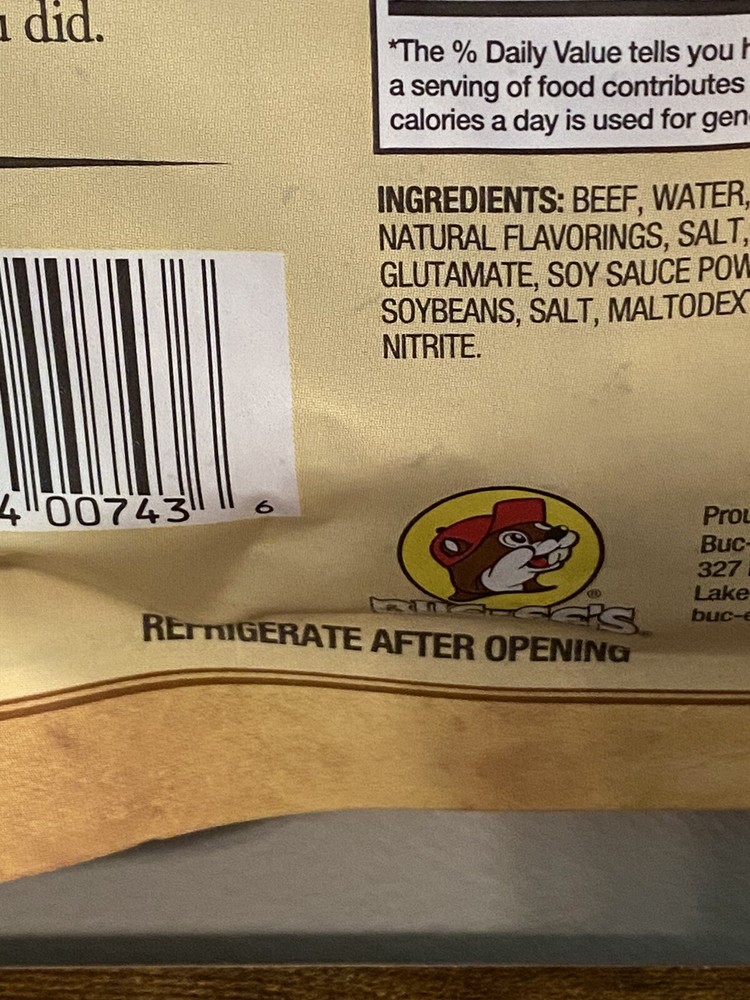 u did.
*The % Daily Value tells you h
a serving of food contributes
calories a day is used for gen
INGREDIENTS: BEEF, WATER,
NATURAL FLAVORINGS, SALT,
GLUTAMATE, SOY SAUCE POW
SOYBEANS, SALT, MALTODEX
NITRITE.
4 00743 6
BUC-EE'S
Prou
Buc-
327
Lake
buc-e
REFRIGERATE AFTER OPENING